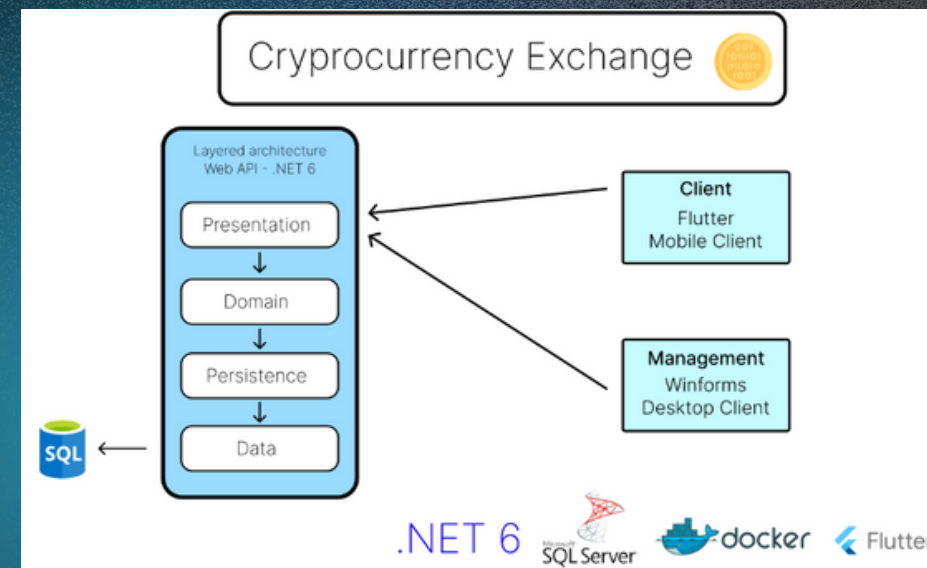 Cryprocurrency Exchange
Layered architecture
Web API - .NET 6
Presentation
Domain
Persistence
Data
SQL
Client
Flutter
Mobile Client
Management
Winforms
Desktop Client
.NET 6
Microsoft
SQL Server
docker
Flutter